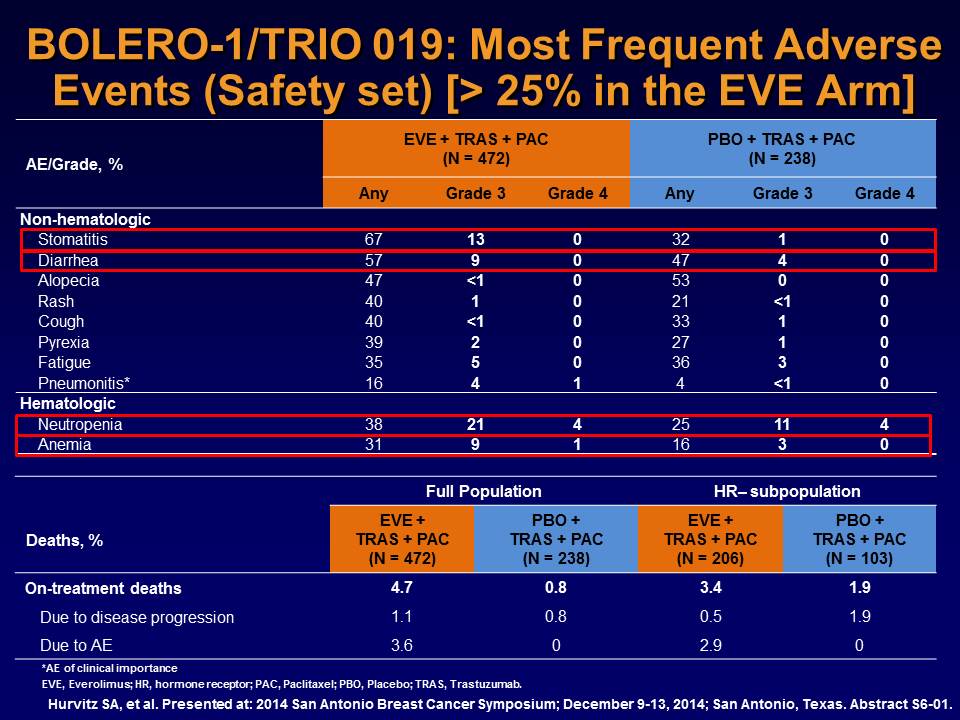 BOLERO-1/TRIO 019: Most Frequent Adverse
Events (Safety set) [> 25% in the EVE Arm]
AE/Grade, %
EVE + TRAS + PAC
(N = 472)
PBO + TRAS + PAC
(N = 238)
Any Grade 3 Grade 4 Any Grade 3 Grade 4
Non-hematologic
Stomatitis 67 13 0 32 1 0
Diarrhea 57 9 0 47 4 0
Alopecia 47 <1 0 53 0 0
Rash 40 1 0 21 <1 0
Cough 40 <1 0 33 1 0
Pyrexia 39 2 0 27 1 0
Fatigue 35 5 0 36 3 0
Pneumonitis* 16 4 1 4 <1 0
Hematologic
Neutropenia 38 21 4 25 11 4
Anemia 31 9 1 16 3 0
Full Population HR– subpopulation
Deaths, %
EVE +
TRAS + PAC
(N = 472)
PBO +
TRAS + PAC
(N = 238)
EVE +
TRAS + PAC
(N = 206)
PBO +
TRAS + PAC
(N = 103)
On-treatment deaths 4.7 0.8 3.4 1.9
Due to disease progression 1.1 0.8 0.5 1.9
Due to AE 3.6 0 2.9 0
*AE of clinical importance
EVE, Everolimus; HR, hormone receptor; PAC, Paclitaxel; PBO, Placebo; TRAS, Trastuzumab.
Hurvitz SA, et al. Presented at: 2014 San Antonio Breast Cancer Symposium; December 9-13, 2014; San Antonio, Texas. Abstract S6-01.